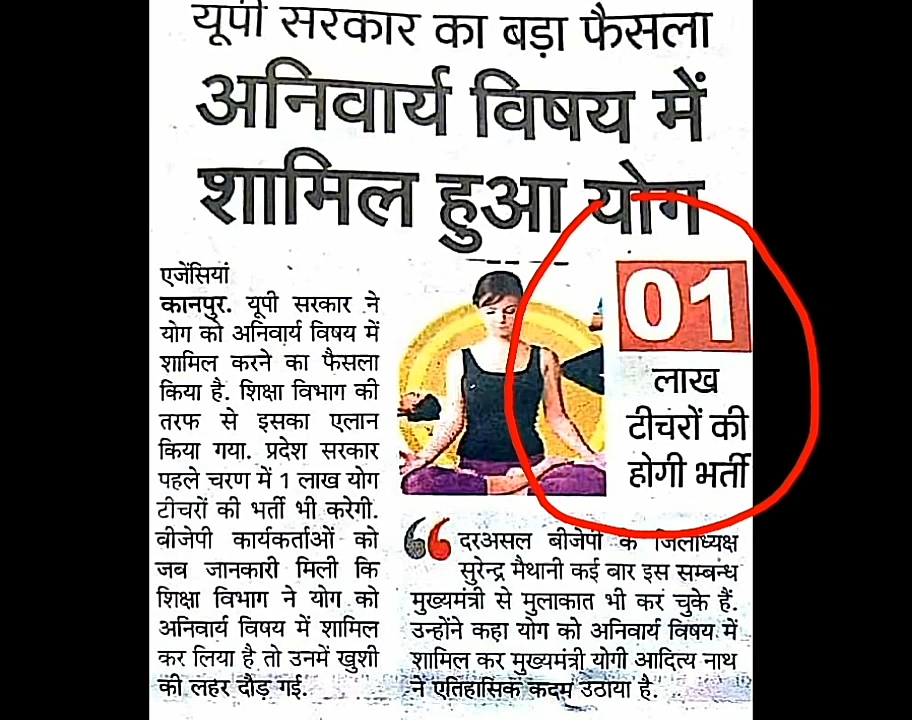 यूपी सरकार का बड़ा फैसला
अनिवार्य विषय में
शामिल हुआ योग
एजेंसियां
कानपुर. यूपी सरकार ने
योग को अनिवार्य विषय में
शामिल करने का फैसला
किया है. शिक्षा विभाग की
तरफ से इसका एलान
किया गया. प्रदेश सरकार
पहले चरण में 1 लाख योग
टीचरों की भर्ती भी करेगी.
बीजेपी कार्यकर्ताओं को
जब जानकारी मिली कि
शिक्षा विभाग ने योग को
अनिवार्य विषय में शामिल
कर लिया है तो उनमें खुशी
की लहर दौड़ गई.
01
लाख
टीचरों की
होगी भर्ती
“ दरअसल बीजेपी के जिलाध्यक्ष
सुरेन्द्र मैथानी कई बार इस सम्बन्ध
मुख्यमंत्री से मुलाकात भी कर चुके हैं.
उन्होंने कहा योग को अनिवार्य विषय में
शामिल कर मुख्यमंत्री योगी आदित्य नाथ
ने एतिहासिक कदम उठाया है.